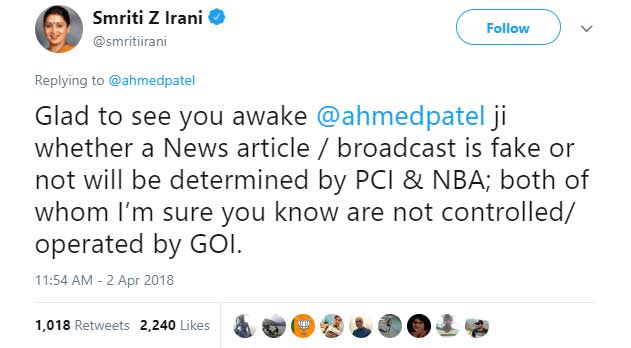 Smriti Z Irani
@smritiirani
Follow
Replying to @ahmedpatel
Glad to see you awake @ahmedpatel ji
whether a News article / broadcast is fake or
not will be determined by PCI & NBA; both of
whom I'm sure you know are not controlled/
operated by GOI.
11:54 AM - 2 Apr 2018
1,018 Retweets 2,240 Likes